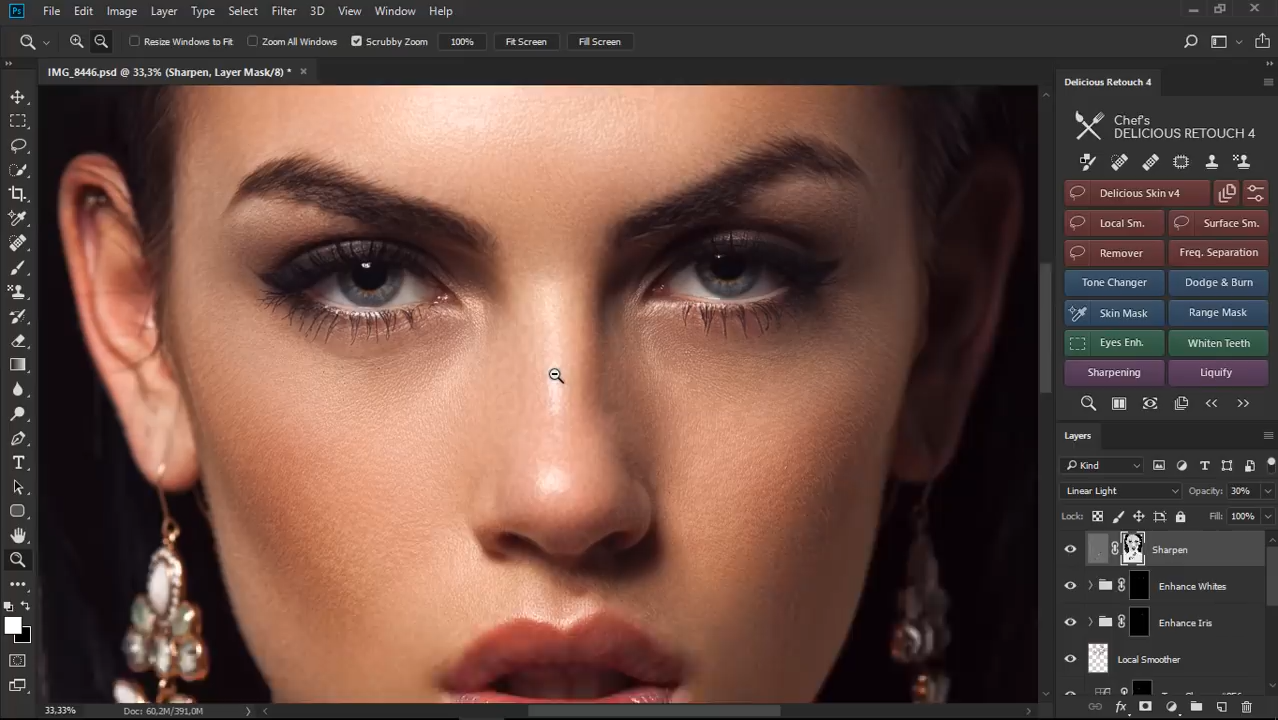 Ps File Edit Image Layer Type Select Filter 3D View Window Help
Resize Windows to Fit Zoom All Windows Scrubby Zoom 100% Fit Screen Fill Screen
IMG_8446.psd @ 33,3% (Sharpen, Layer Mask/8) *
Delicious Retouch 4
Chef's
DELICIOUS RETOUCH 4
Delicious Skin v4
Local Sm. Surface Sm.
Remover Freq. Separation
Tone Changer Dodge & Burn
Skin Mask Range Mask
Eyes Enh. Whiten Teeth
Sharpening Liquify
Layers
Kind
Linear Light Opacity: 30%
Lock: Fill: 100%
Sharpen
Enhance Whites
Enhance Iris
Local Smoother
33,33% Doc: 60,2M/391,0M